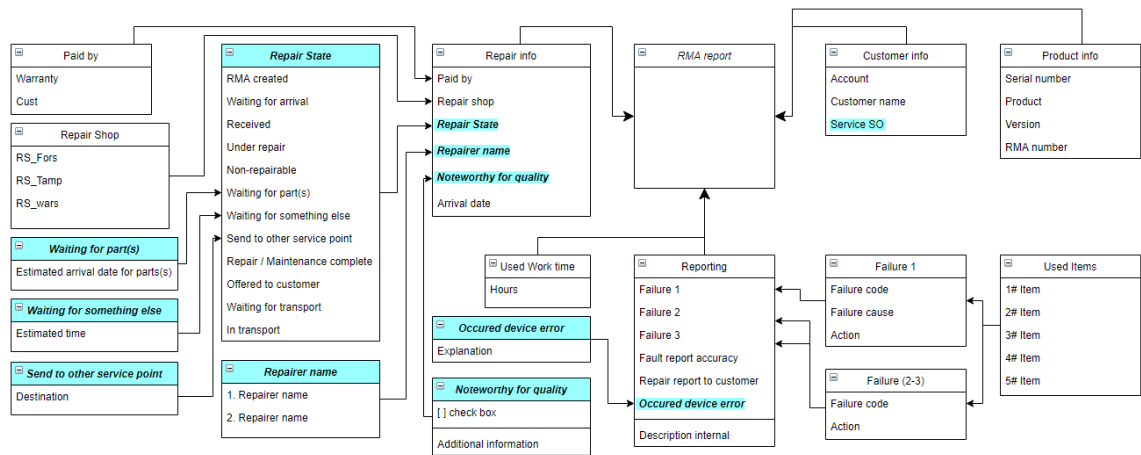 Paid by
Warranty
Cust
Repair Shop
RS_Fors
RS_Tamp
RS_wars
Waiting for part(s)
Estimated arrival date for parts(s)
Waiting for something else
Estimated time
Send to other service point
Destination
Repair State
RMA created
Waiting for arrival
Received
Under repair
Non-repairable
Waiting for part(s)
Waiting for something else
Send to other service point
Repair / Maintenance complete
Offered to customer
Waiting for transport
In transport
Repairer name
1. Repairer name
2. Repairer name
Repair info
Paid by
Repair shop
Repair State
Repairer name
Noteworthy for quality
Arrival date
Used Work time
Hours
Occured device error
Explanation
Noteworthy for quality
[ ] check box
Additional information
RMA report
Reporting
Failure 1
Failure 2
Failure 3
Fault report accuracy
Repair report to customer
Occured device error
Description internal
Customer info
Account
Customer name
Service SO
Failure 1
Failure code
Failure cause
Action
Failure (2-3)
Failure code
Action
Product info
Serial number
Product
Version
RMA number
Used Items
1# Item
2# Item
3# Item
4# Item
5# Item